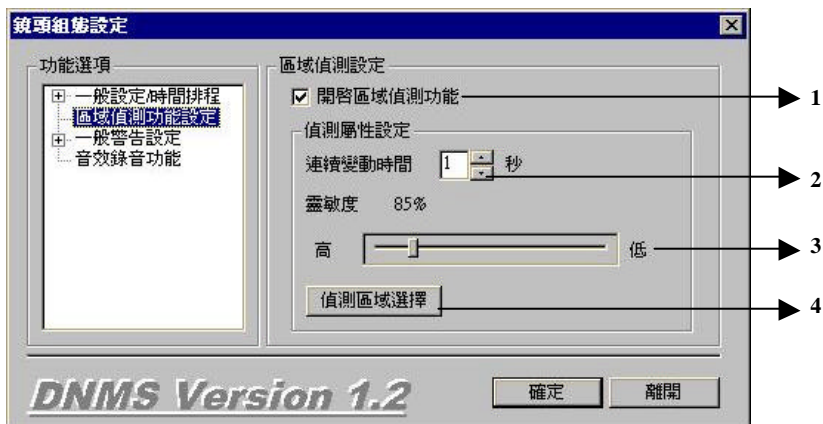 鏡頭組態設定
功能選項
一般設定/時間排程
區域偵測功能設定
一般警告設定
音效錄音功能
區域偵測設定
開啓區域偵測功能
偵測屬性設定
連續變動時間 1 秒
靈敏度 85%
高 低
偵測區域選擇
1
2
3
4
DNMS Version 1.2
確定 離開